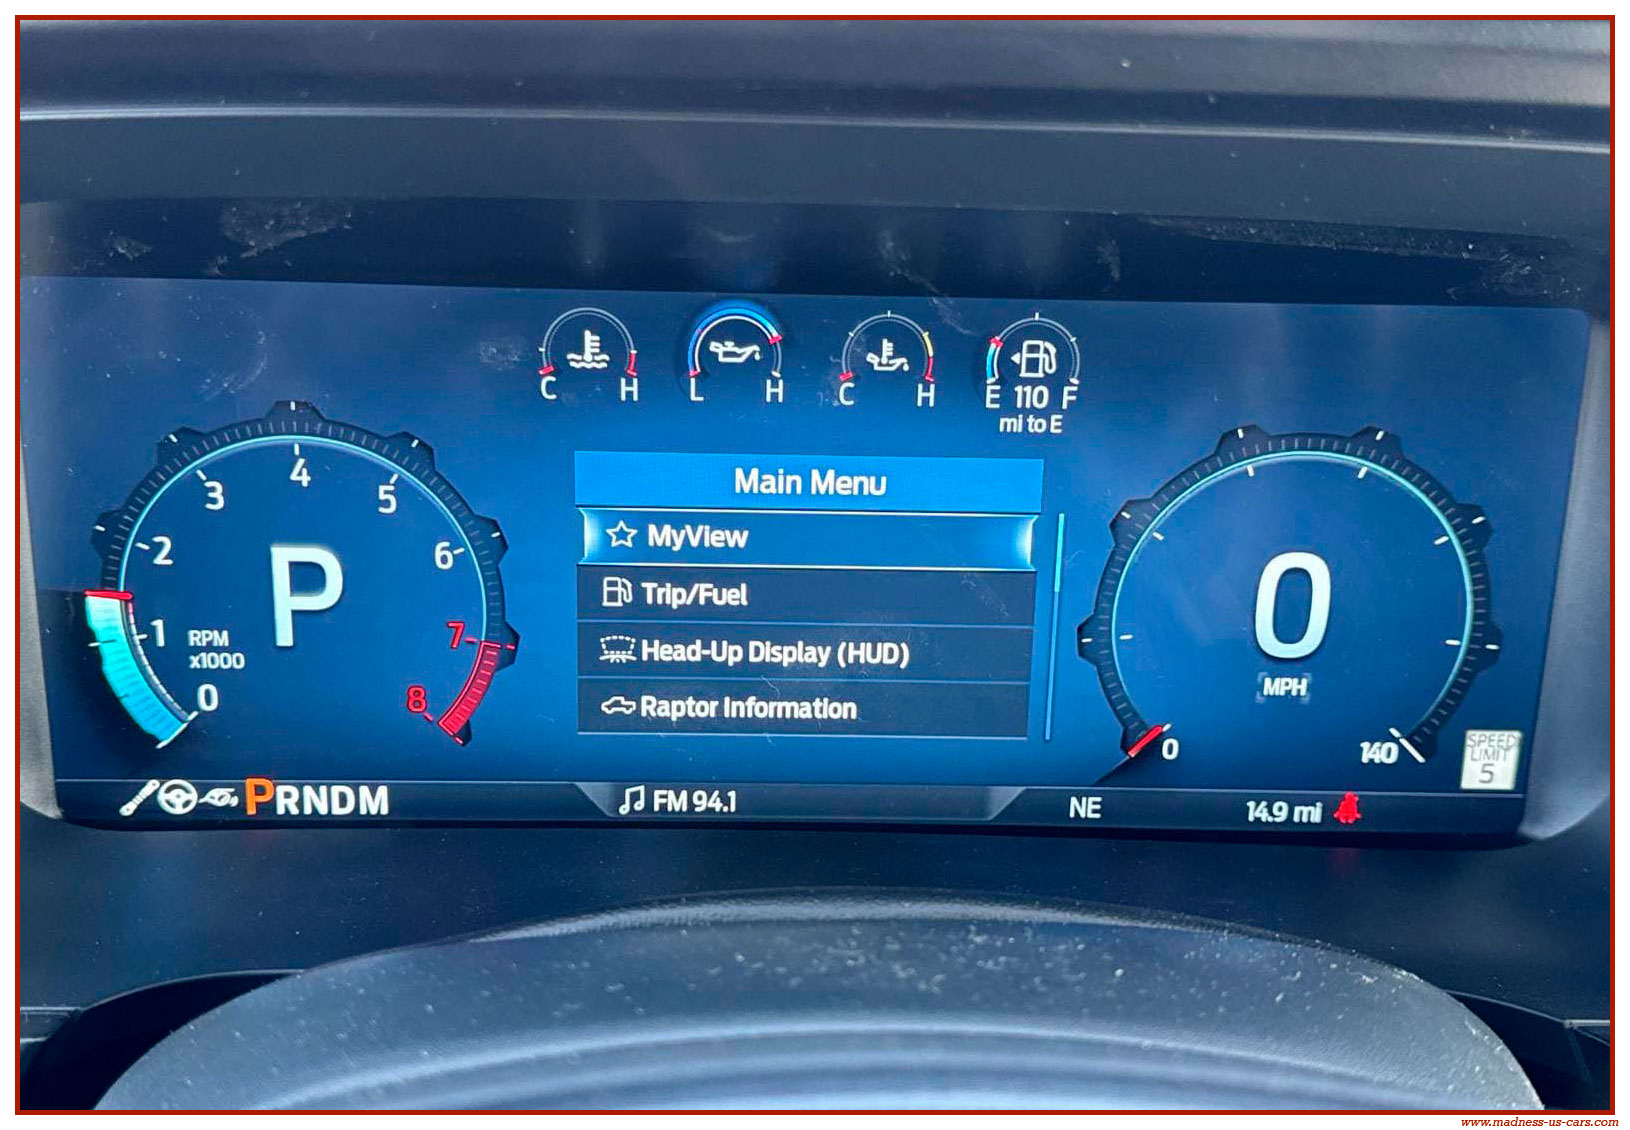 C H
L H
C H
E 110 F
mi to E
0
1
2
3
4
5
6
7
8
RPM
x1000
P
Main Menu
MyView
Trip/Fuel
Head-Up Display (HUD)
Raptor Information
0
MPH
0
140
SPEED
LIMIT
5
PRNDM
FM 94.1
NE
14.9 mi
www.madness-us-cars.com